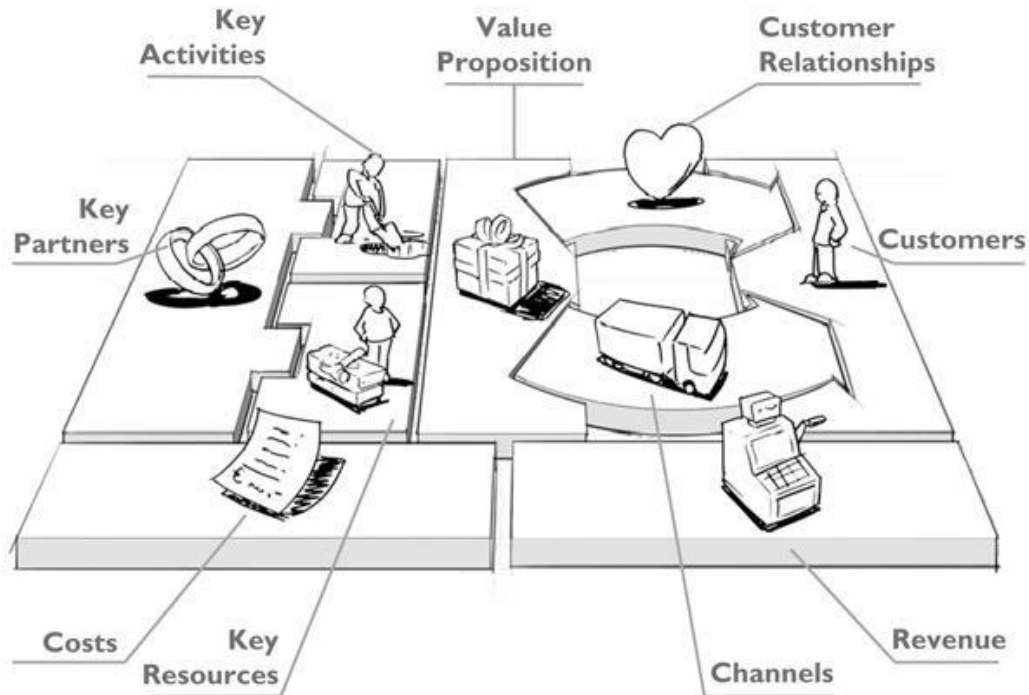 Key
Activities
Value
Proposition
Customer
Relationships
Key
Partners
Customers
Costs
Key
Resources
Channels
Revenue